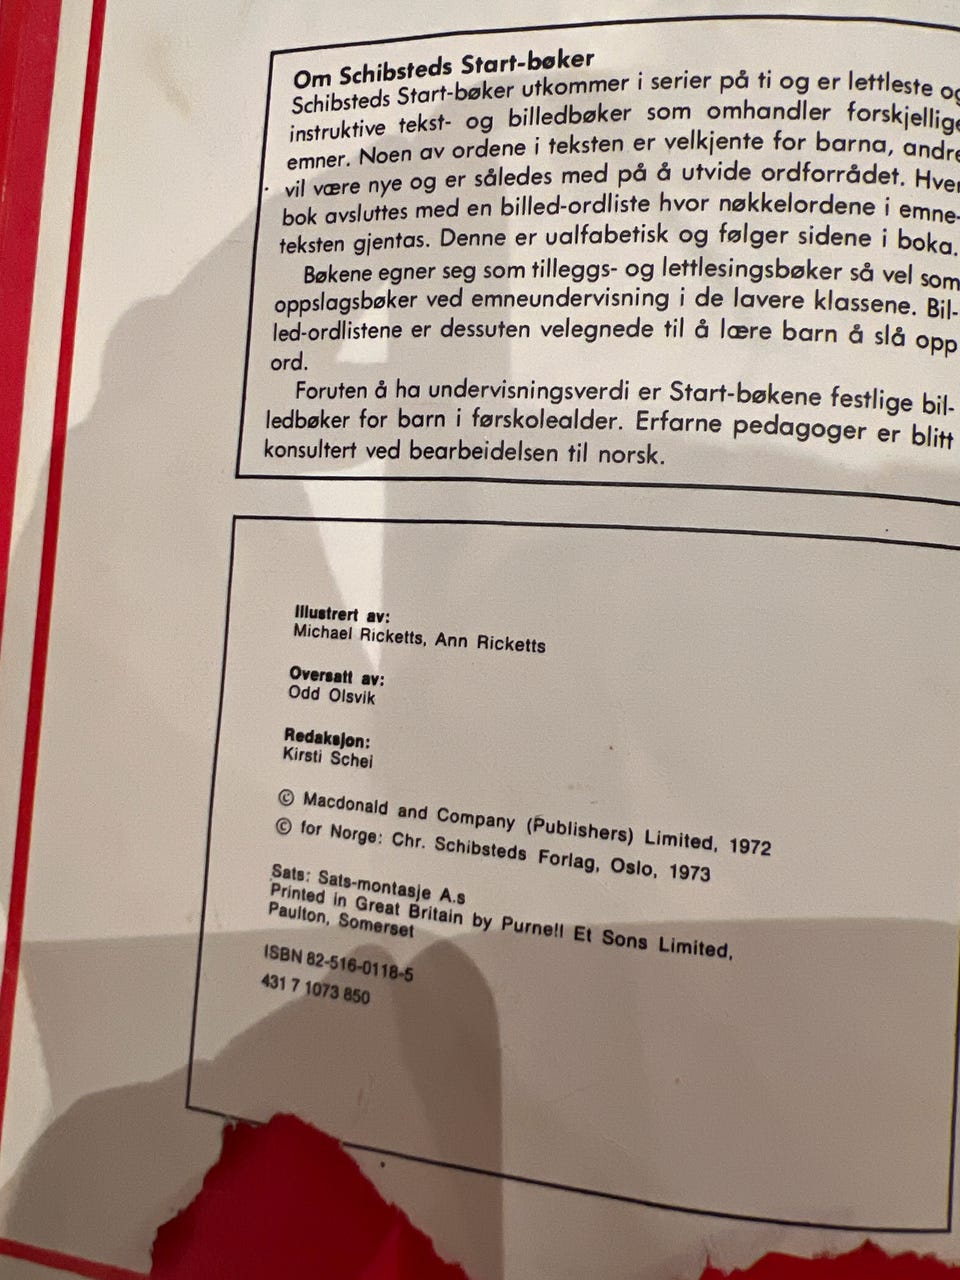 Om Schibsteds Start-bøker
Schibsteds Start-bøker utkommer i serier på ti og er lettleste og
instruktive tekst- og billedbøker som omhandler forskjellige
emner. Noen av ordene i teksten er velkjente for barna, andre
vil være nye og er således med på å utvide ordforrådet. Hver
bok avsluttes med en billed-ordliste hvor nøkkelordene i emne-
teksten gjentas. Denne er ualfabetisk og følger sidene i boka.
Bøkene egner seg som tilleggs- og lettlesingsbøker så vel som
oppslagsbøker ved emneundervisning i de lavere klassene. Bil-
led-ordlistene er dessuten velegnede til å lære barn å slå opp
ord.
Foruten å ha undervisningsverdi er Start-bøkene festlige bil-
ledbøker for barn i førskolealder. Erfarne pedagoger er blitt
konsultert ved bearbeidelsen til norsk.
Illustrert av:
Michael Ricketts, Ann Ricketts
Oversatt av:
Odd Olsvik
Redaksjon:
Kirsti Schei
© Macdonald and Company (Publishers) Limited, 1972
© for Norge: Chr. Schibsteds Forlag, Oslo, 1973
Sats: Sats-montasje A.s
Printed in Great Britain by Purnell Et Sons Limited,
Paulton, Somerset
ISBN 82-516-0118-5
431 7 1073 850